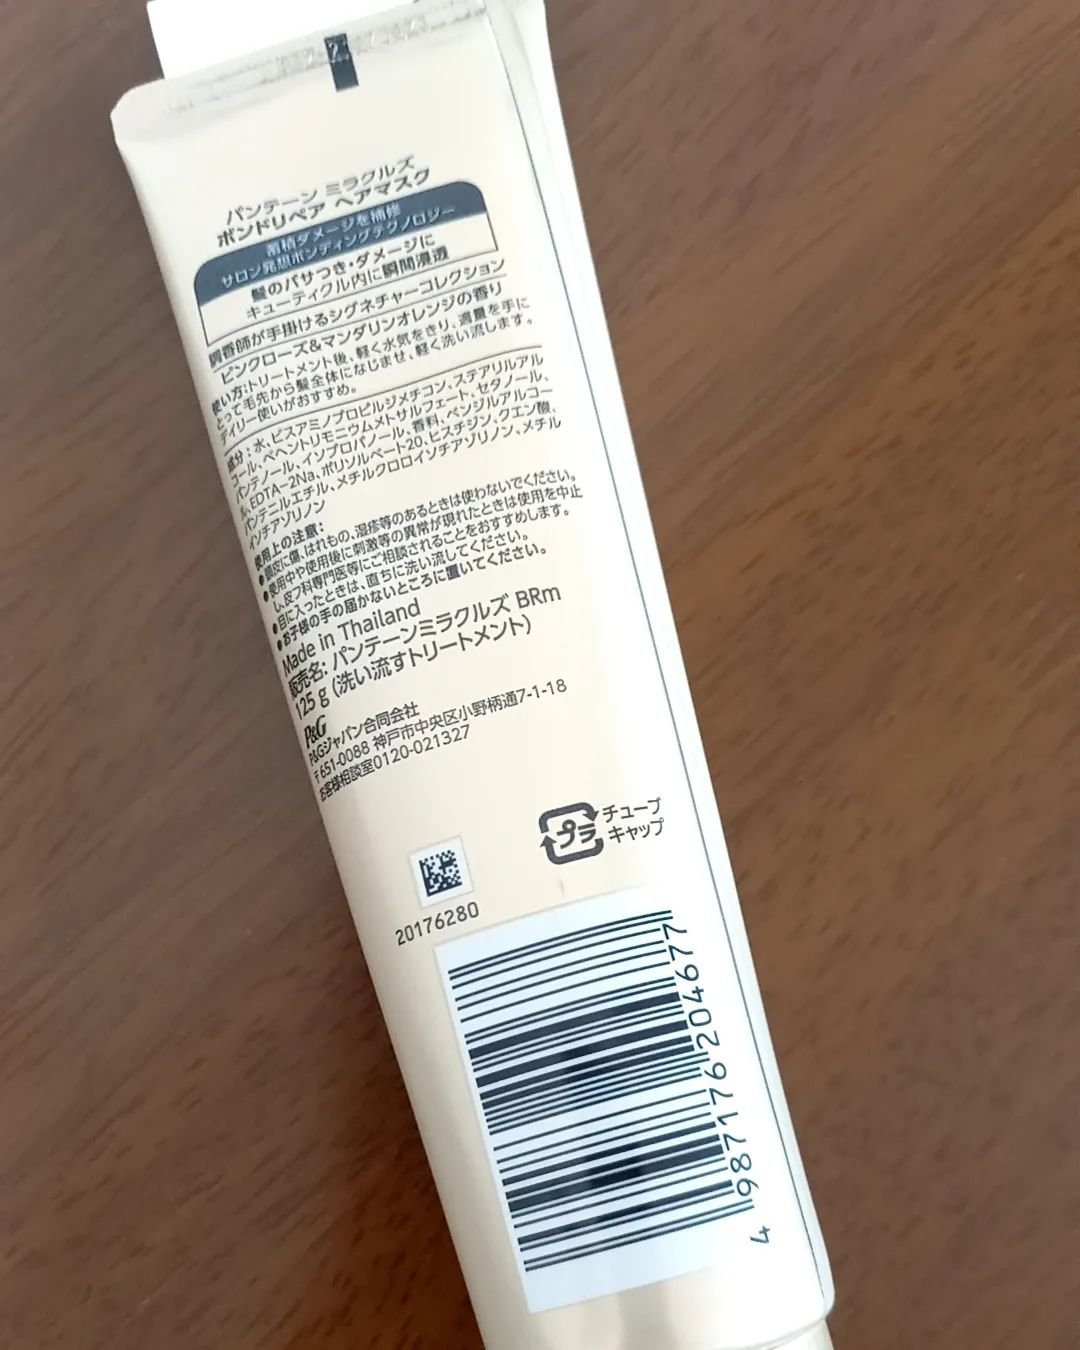 パンテーン ミラクルズ
ボンドリペア ヘアマスク
蓄積ダメージを補修
サロン発想ボンディングテクノロジー
髪のパサつき・ダメージに
キューティクル内に瞬間浸透
調香師が手掛けるシグネチャーコレクション
ピンクローズ&マンダリンオレンジの香り
使い方:トリートメント後、軽く水気をきり、適量を手に
とって毛先から髪全体になじませ、軽く洗い流します。
デイリー使いがおすすめ。
成分:水、ビスアミノプロピルジメチコン、ステアリルアル
コール、ベヘントリモニウムメトサルフェート、セタノール、
パンテノール、イソプロパノール、香料、ベンジルアルコー
ル、EDTA-2Na、ポリソルベート20、ヒスチジン、クエン酸、
パンテニルエチル、メチルクロロイソチアゾリノン、メチル
イソチアゾリノン
使用上の注意:
●頭皮に傷、はれもの、湿疹等のあるときは使わないでください。
●使用中や使用後に刺激等の異常が現れたときは使用を中止
し、皮フ科専門医等にご相談されることをおすすめします。
●目に入ったときは、直ちに洗い流してください。
●お子様の手の届かないところに置いてください。
Made in Thailand
販売名: パンテーンミラクルズ BRm
125 g (洗い流すトリートメント)
P&G
P&Gジャパン合同会社
〒651-0088 神戸市中央区小野柄通7-1-18
お客様相談室0120-021327
プラ
チューブ
キャップ
20176280
4 987176 204677